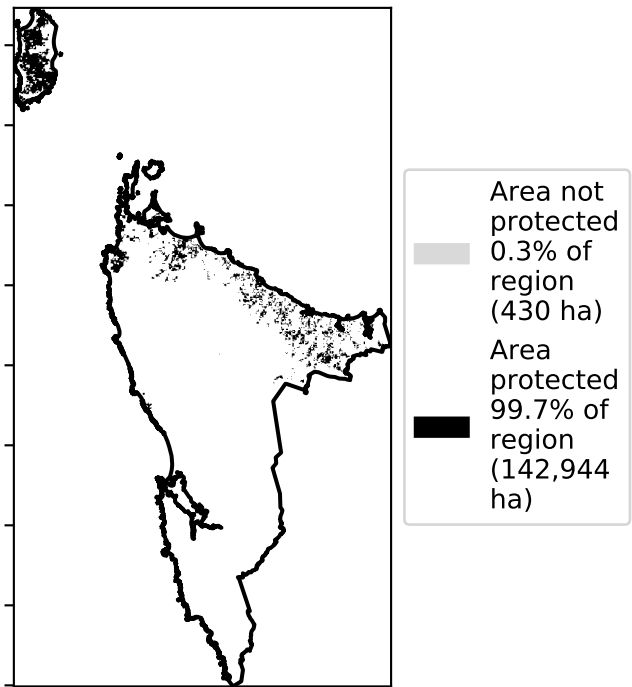 Area not
protected
0.3% of
region
(430 ha)
Area
protected
99.7% of
region
(142,944
ha)